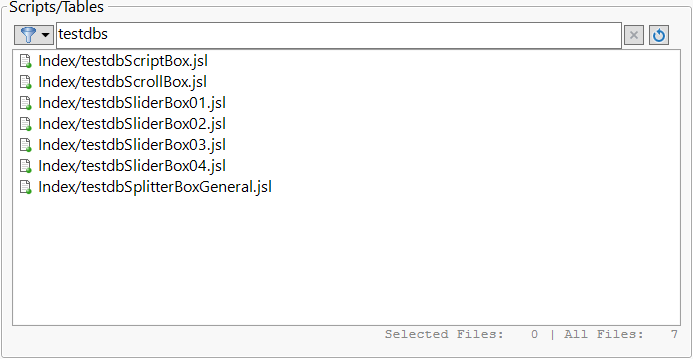 Scripts/Tables
testdbs
Index/testdbScriptBox.jsl
Index/testdbScrollBox.jsl
Index/testdbSliderBox01.jsl
Index/testdbSliderBox02.jsl
Index/testdbSliderBox03.jsl
Index/testdbSliderBox04.jsl
Index/testdbSplitterBoxGeneral.jsl
Selected Files: 0 | All Files: 7